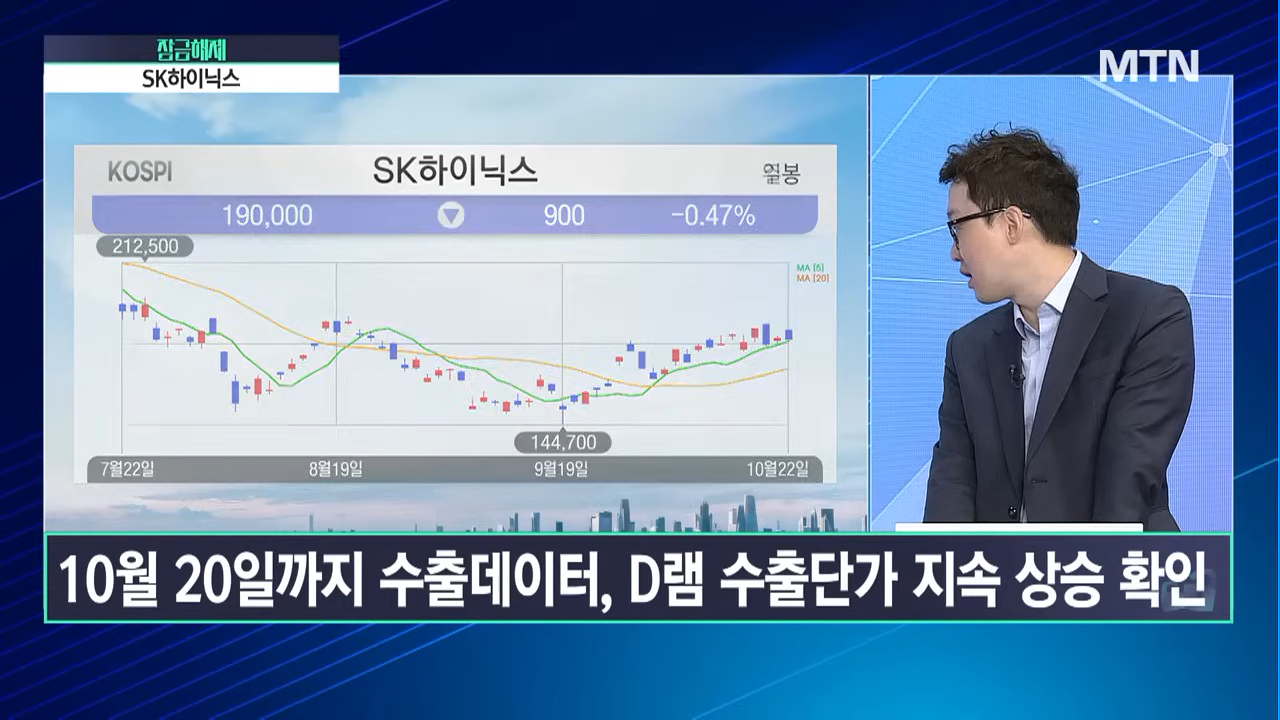 잠금해제
SK하이닉스
MTN
KOSPI SK하이닉스
190,000 ▼ 900 -0.47%
212,500
MA [5]
MA [20]
144,700
7월22일 8월19일 9월19일 10월22일
10월 20일까지 수출데이터, D램 수출단가 지속 상승 확인